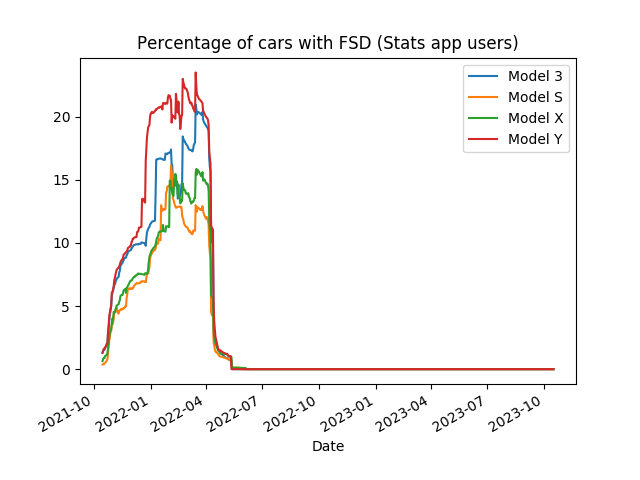 Percentage of cars with FSD (Stats app users)
Model 3
Model S
Model X
Model Y
20
15
10
5
0
2021-10
2022-01
2022-04
2022-07
2022-10
2023-01
2023-04
2023-07
2023-10
Date